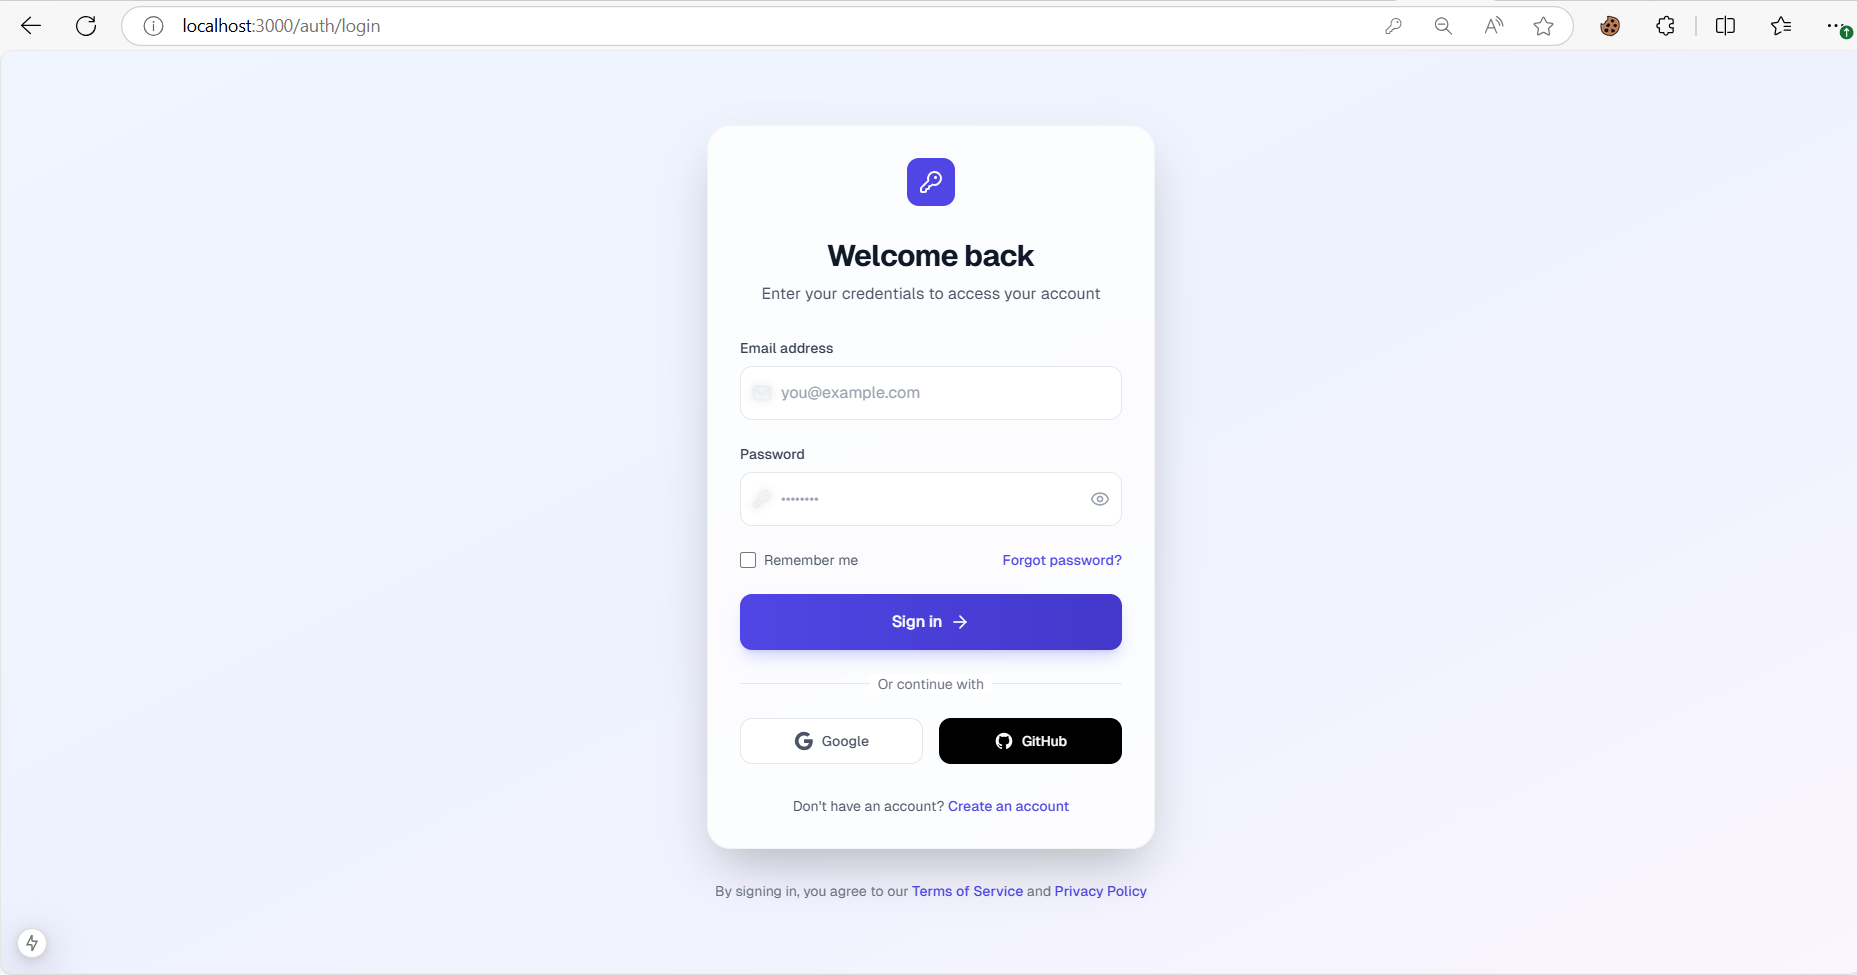 localhost:3000/auth/login
Welcome back
Enter your credentials to access your account
Email address
you@example.com
Password
••••••••
Remember me
Forgot password?
Sign in →
Or continue with
Google
GitHub
Don't have an account? Create an account
By signing in, you agree to our Terms of Service and Privacy Policy